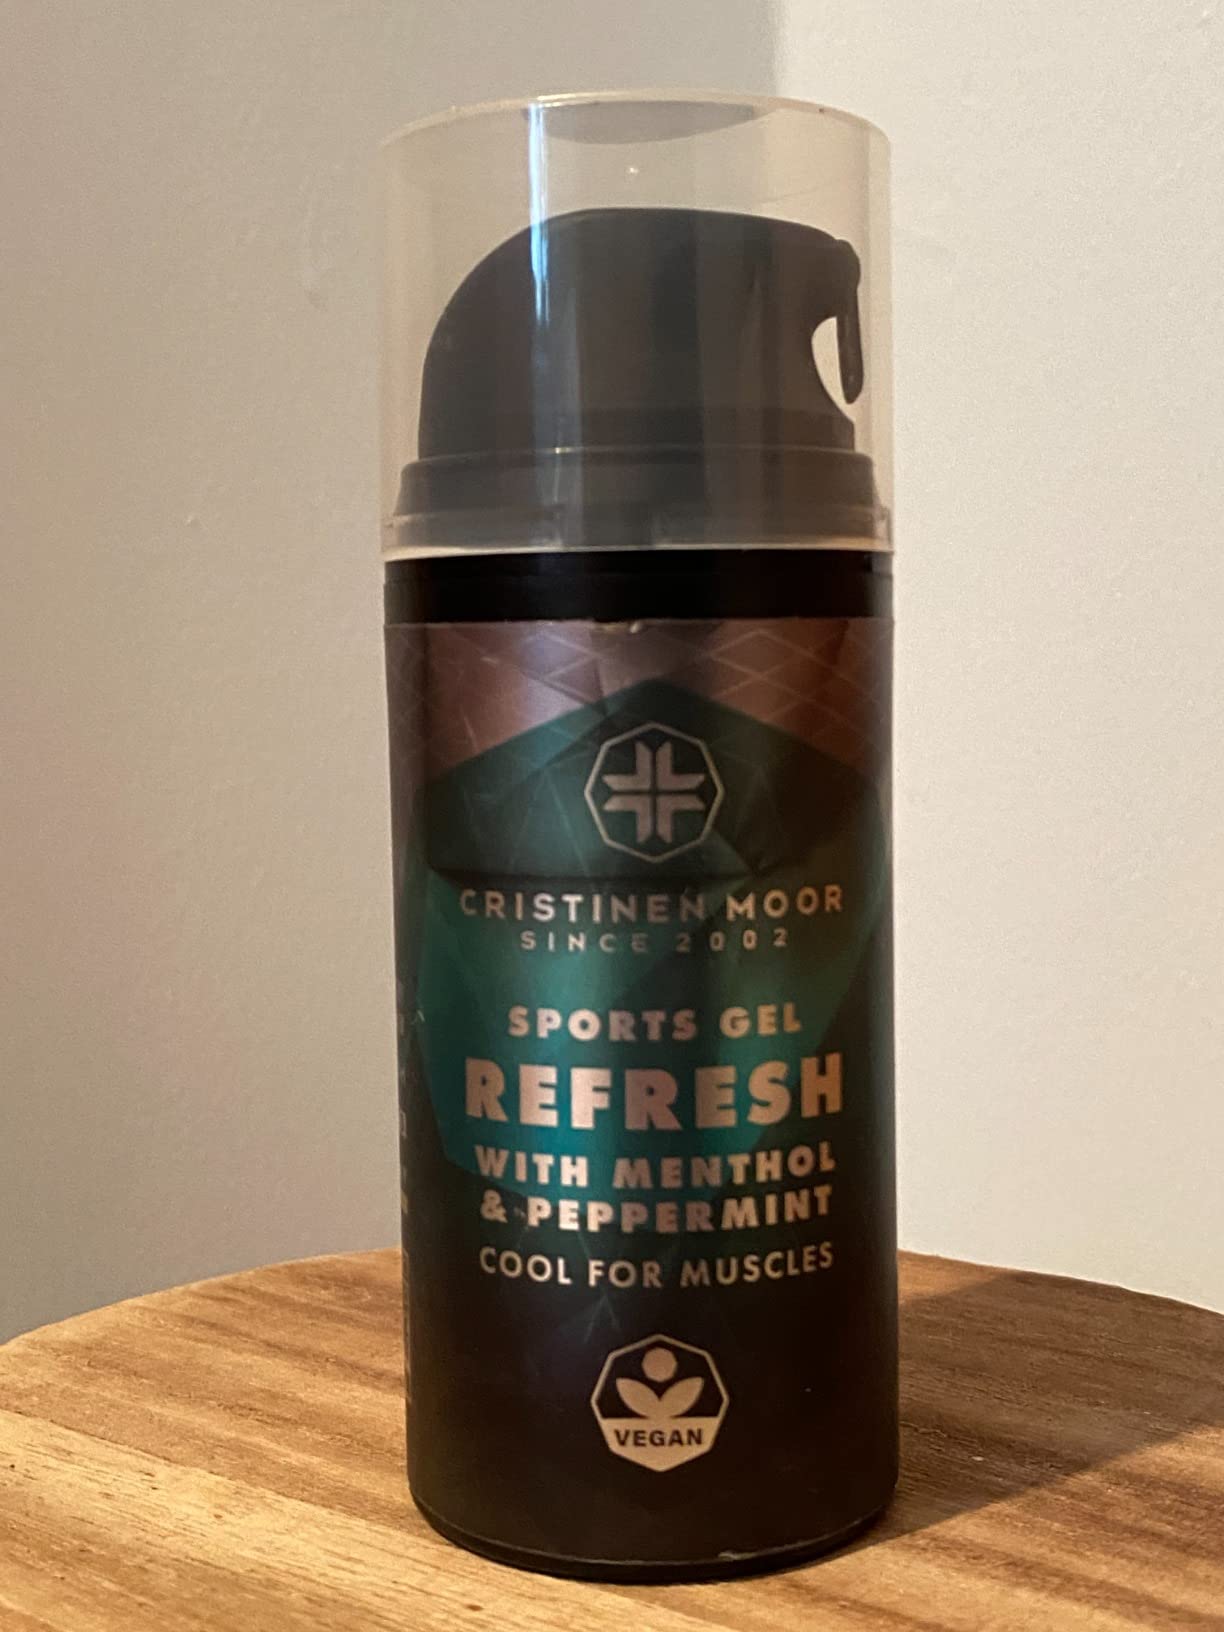 CRISTINEN MOOR
SINCE 2002
SPORTS GEL
REFRESH
WITH MENTHOL
& PEPPERMINT
COOL FOR MUSCLES
VEGAN